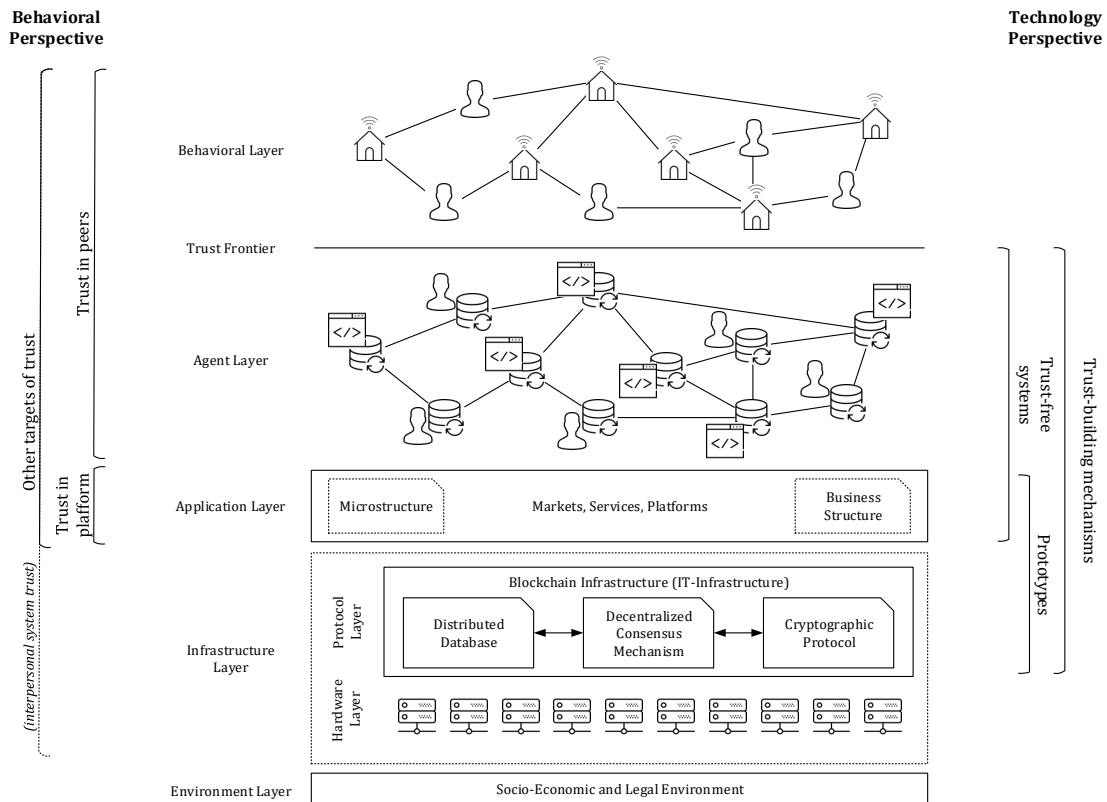 Behavioral
Perspective
Technology
Perspective
Behavioral Layer
Trust Frontier
Agent Layer
Application Layer
Infrastructure
Layer
Environment Layer
Other targets of trust
(interpersonal system trust)
Trust in peers
Trust in
plafform
</>
</>
</>
</>
</>
</>
Microstructure
Markets, Services, Platforms
Business
Structure
Blockchain Infrastructure (IT-Infrastructure)
Protocol
Layer
Distributed
Database
Decentralized
Consensus
Mechanism
Cryptographic
Protocol
Hardware
Layer
Socio-Economic and Legal Environment
Trust-free
systems
Prototypes
Trust-building mechanisms